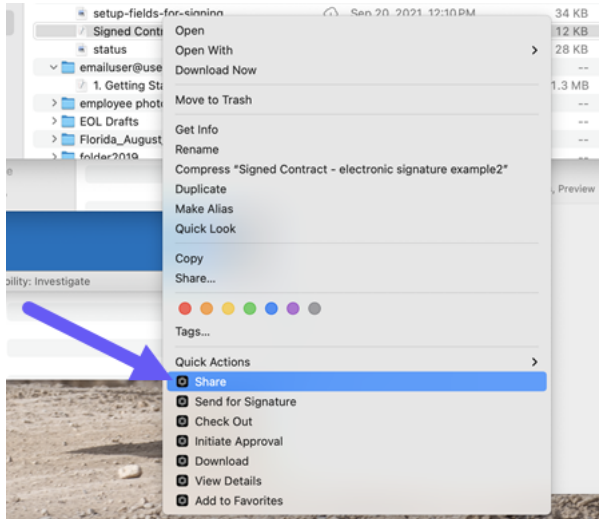 setup-fields-for-signing Sep 20, 2021, 12:10 PM 34 KB
Signed Cont 12 KB
status 28 KB
emailuser@use --
1. Getting Sta 1.3 MB
employee phot --
EOL Drafts --
Florida_August --
folder2019 --
Open
Open With
Download Now
Move to Trash
Get Info
Rename
Compress “Signed Contract - electronic signature example2”
Duplicate
Make Alias
Quick Look
Copy
Share...
Tags...
Quick Actions
Share
Send for Signature
Check Out
Initiate Approval
Download
View Details
Add to Favorites
e
, Preview
bility: Investigate